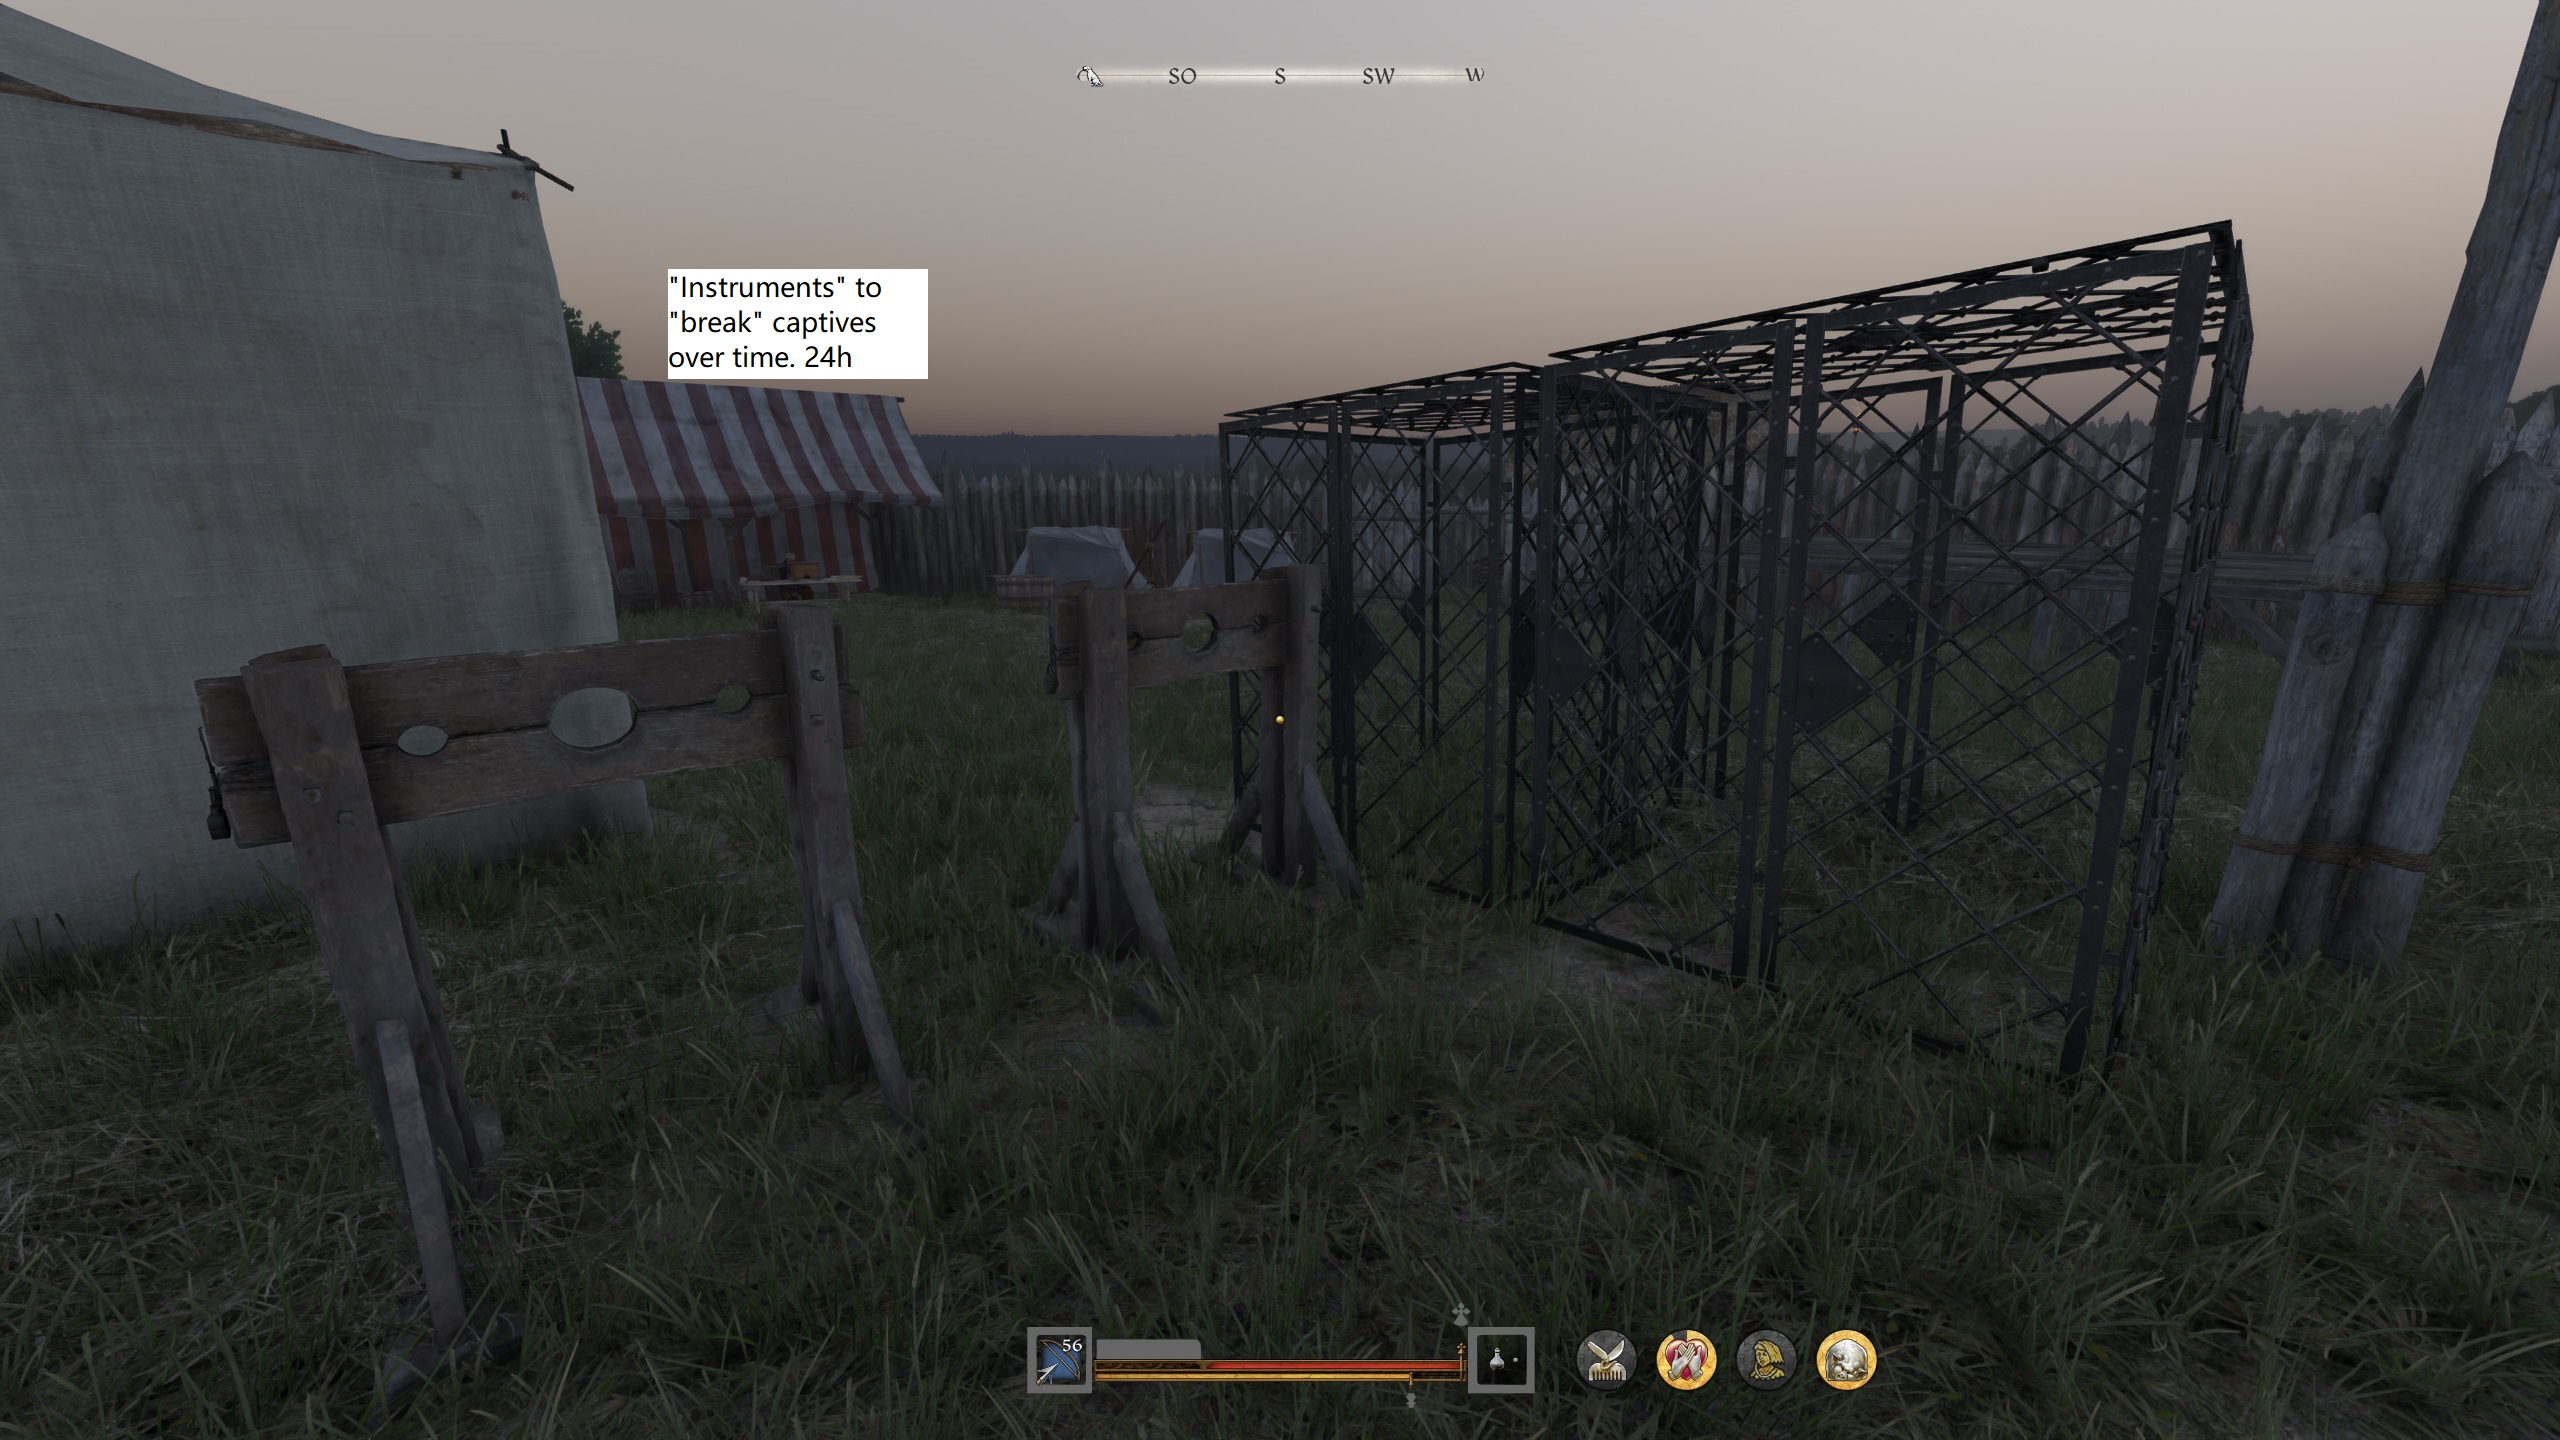 SO S SW W
"Instruments" to
"break" captives
over time. 24h
56